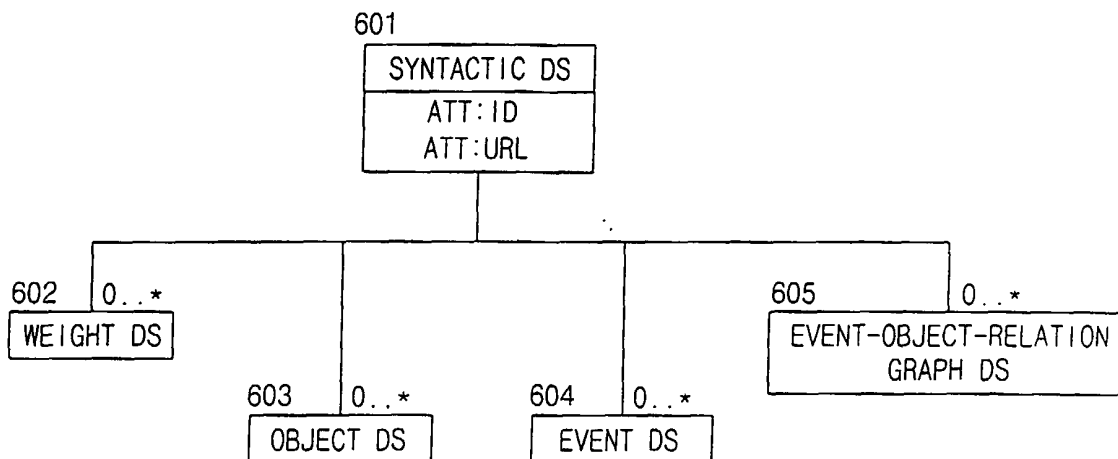 601
SYNTACTIC DS
ATT:ID
ATT:URL
602 0..*
WEIGHT DS
605 0..*
EVENT-OBJECT-RELATION
GRAPH DS
603 0..*
OBJECT DS
604 0..*
EVENT DS